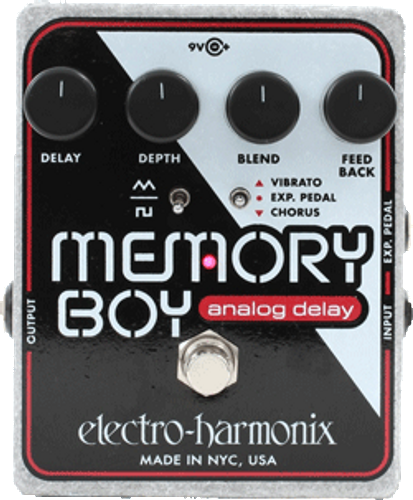 9V +
DELAY
DEPTH
BLEND
FEED
BACK
VIBRATO
EXP. PEDAL
CHORUS
EXP. PEDAL
MEMORY
BOY analog delay
OUTPUT
INPUT
electro-harmonix
MADE IN NYC, USA